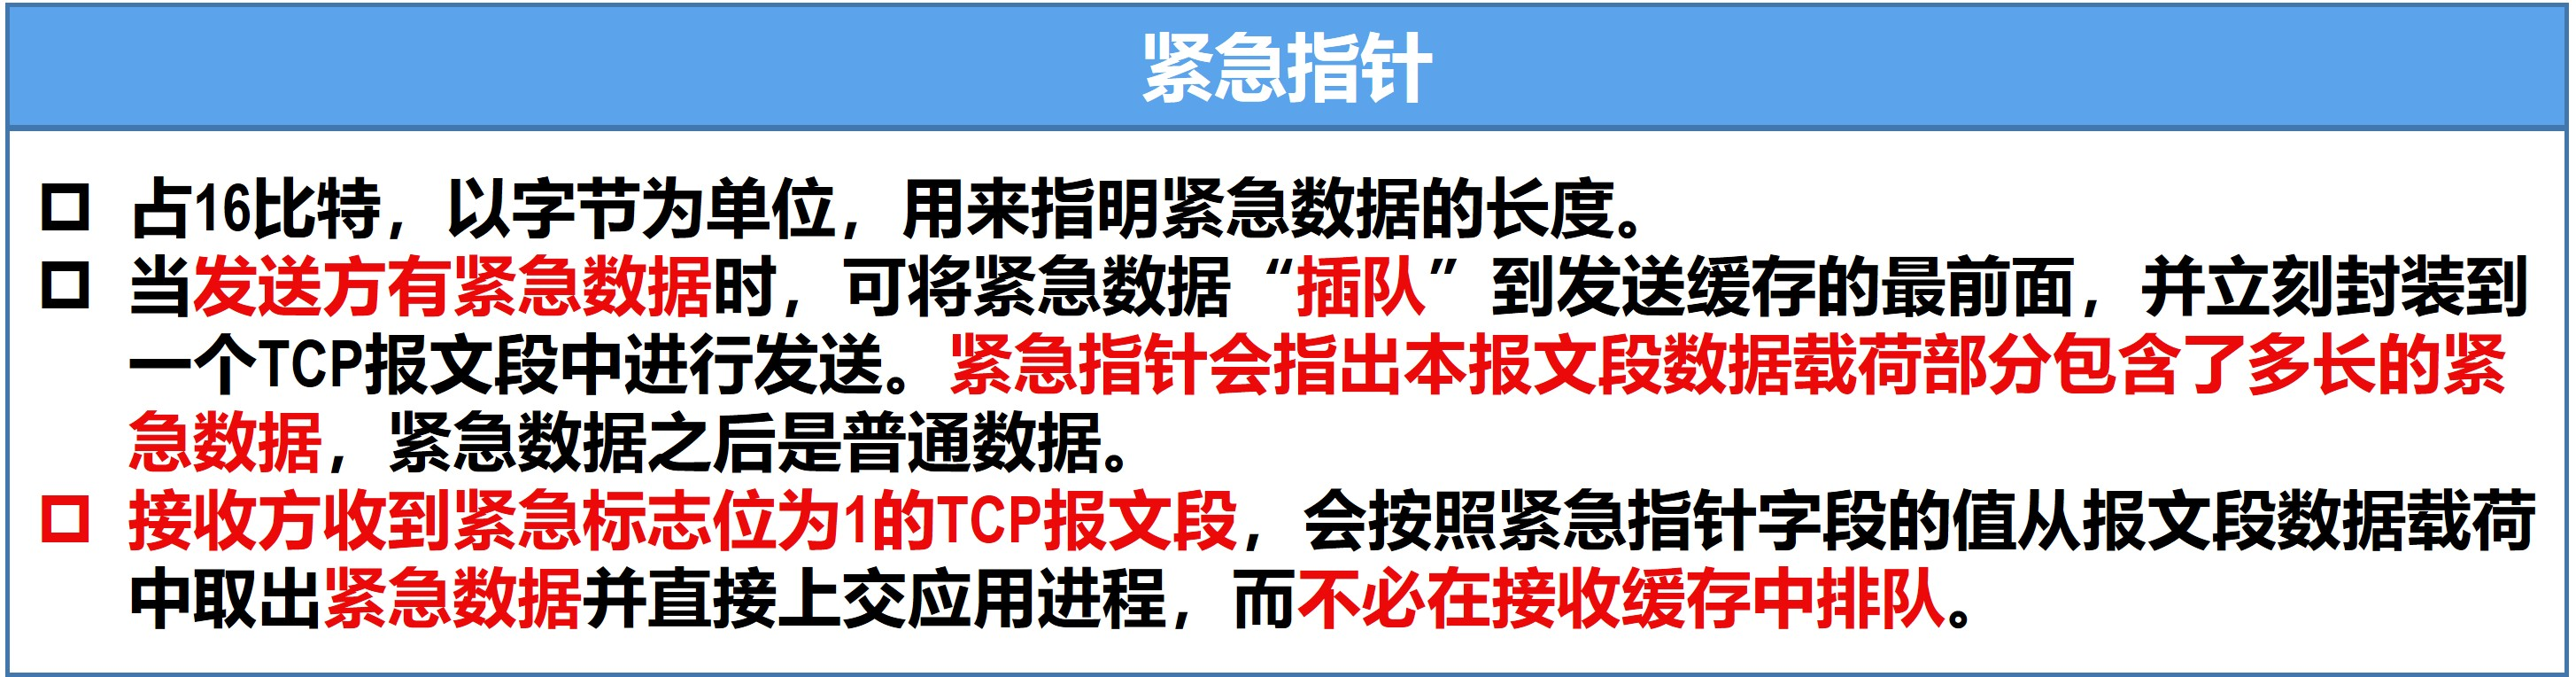 紧急指针
占16比特，以字节为单位，用来指明紧急数据的长度。
当发送方有紧急数据时，可将紧急数据“插队”到发送缓存的最前面，并立刻封装到
一个TCP报文段中进行发送。紧急指针会指出本报文段数据载荷部分包含了多长的紧
急数据，紧急数据之后是普通数据。
接收方收到紧急标志位为1的TCP报文段，会按照紧急指针字段的值从报文段数据载荷
中取出紧急数据并直接上交应用进程，而不必在接收缓存中排队。